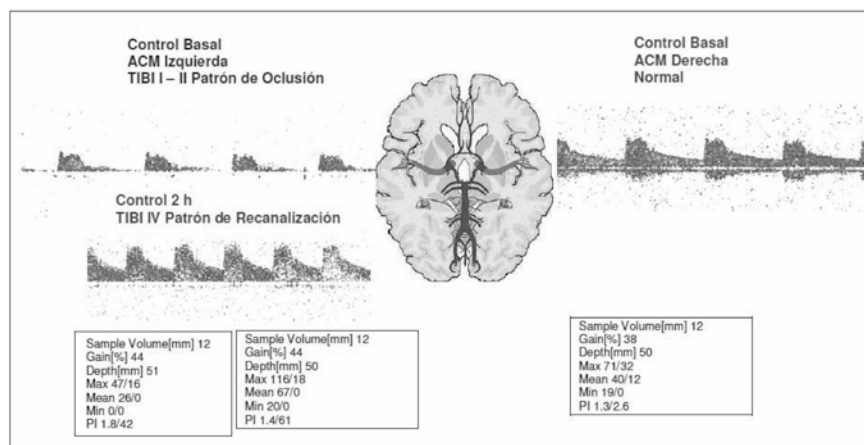 Control Basal
ACM Izquierda
TIBI I – II Patrón de Oclusión
Control Basal
ACM Derecha
Normal
Control 2 h
TIBI IV Patrón de Recanalización
Sample Volume[mm] 12
Gain[%] 44
Depth[mm] 51
Max 47/16
Mean 26/0
Min 0/0
PI 1.8/42
Sample Volume[mm] 12
Gain[%] 44
Depth[mm] 50
Max 116/18
Mean 67/0
Min 20/0
PI 1.4/61
Sample Volume[mm] 12
Gain[%] 38
Depth[mm] 50
Max 71/32
Mean 40/12
Min 19/0
PI 1.3/2.6